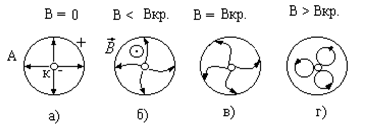 B = 0
B < Bкр.
B = Bкр.
B > Bкр.
A
+
к
-
B
а)
б)
в)
г)